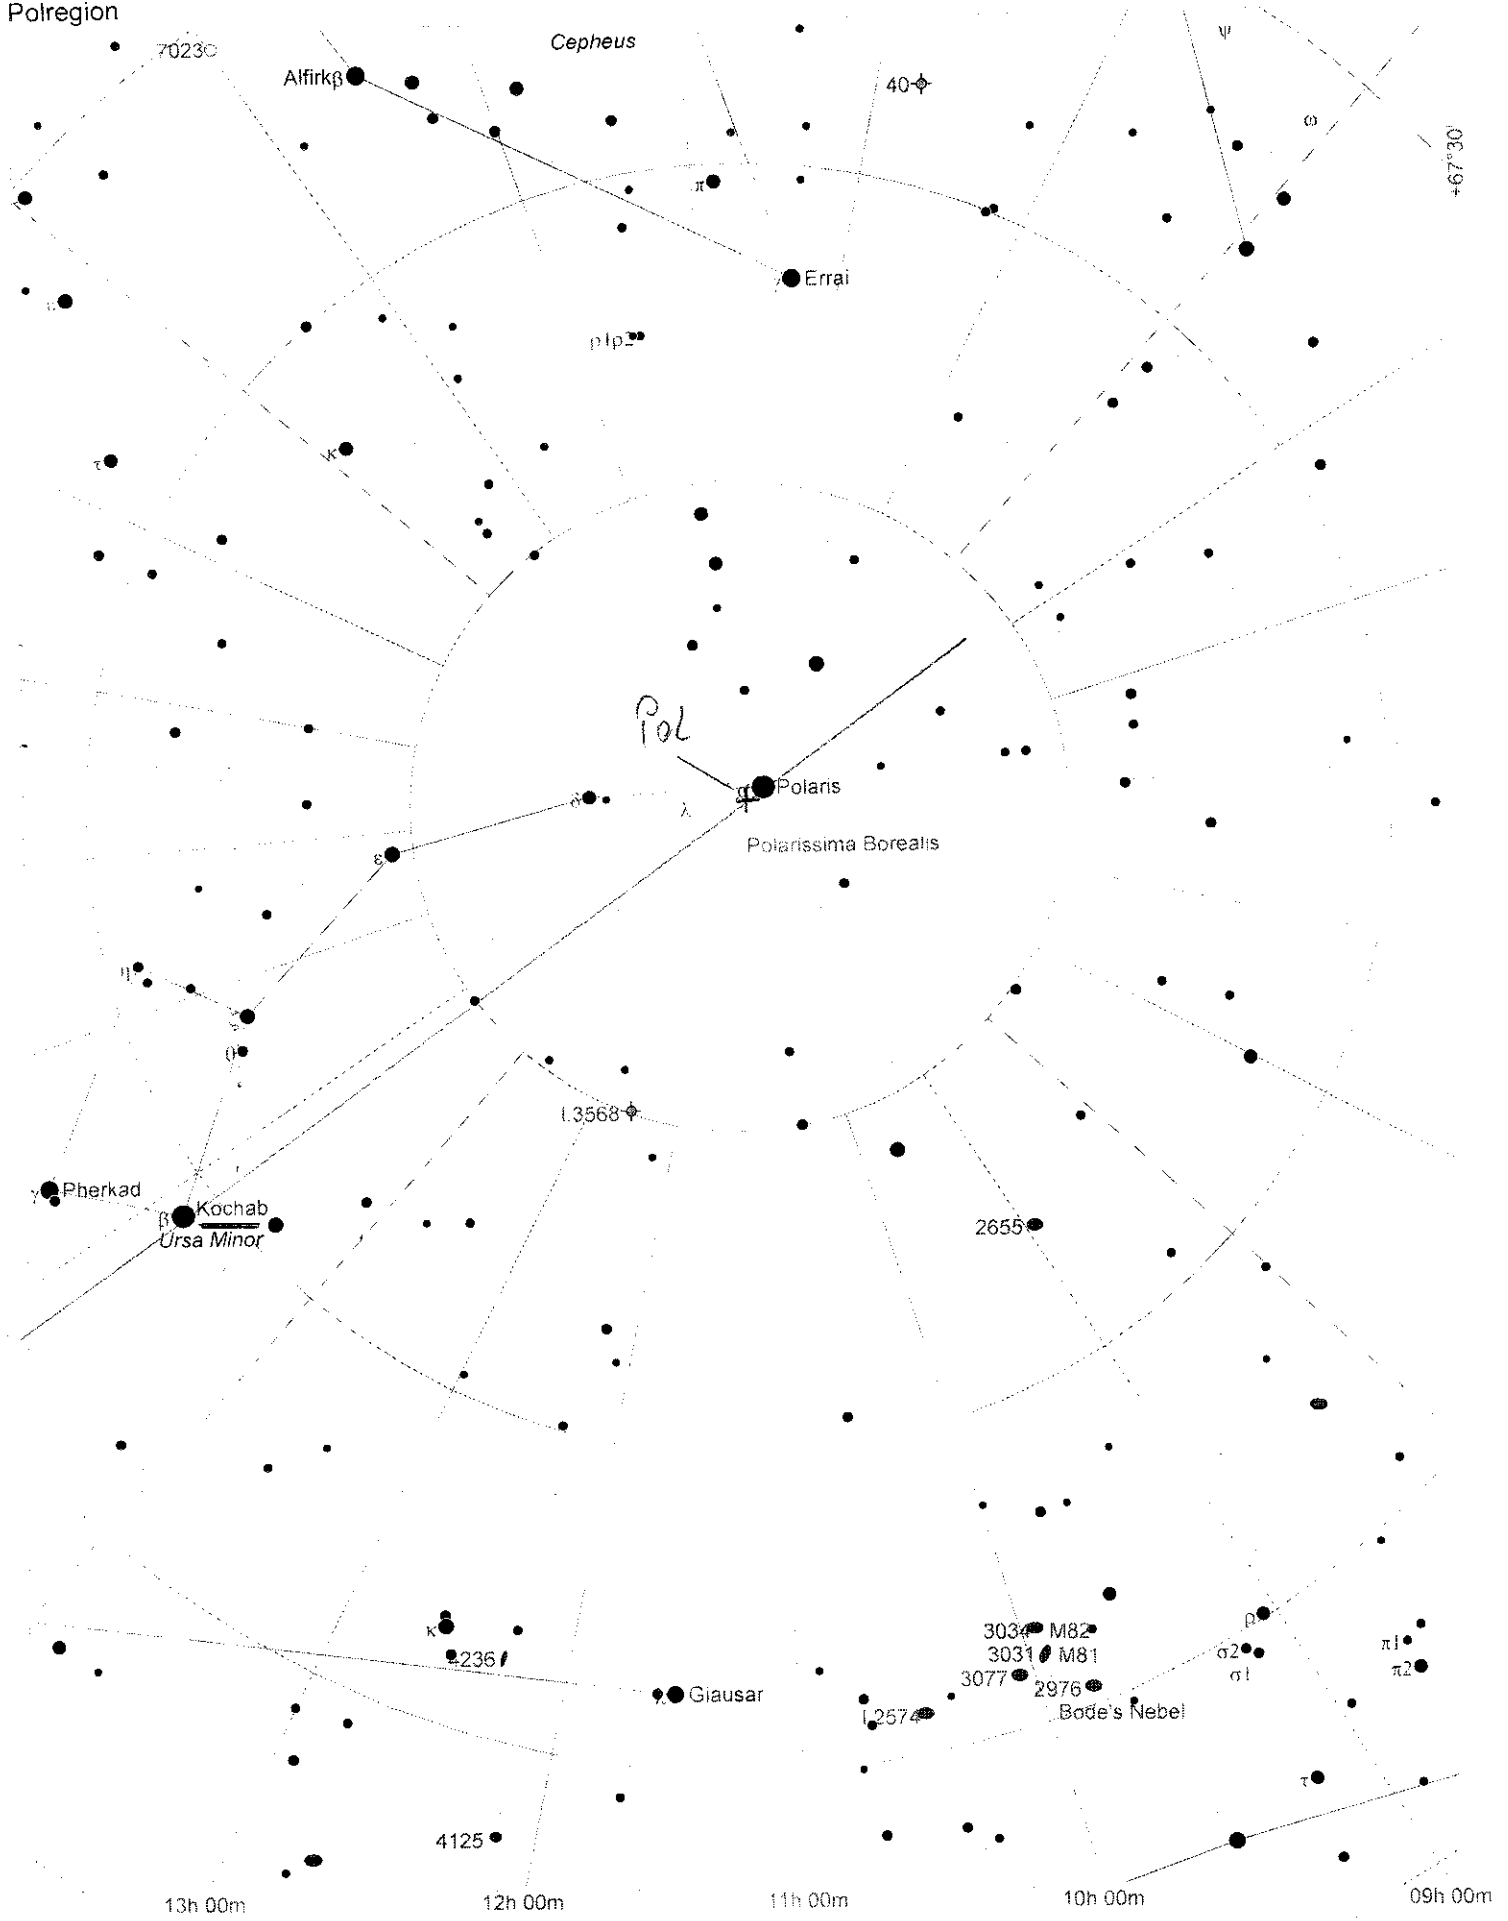 Polregion
7023
Cepheus
ψ
Alfirkβ
40
ω
+67°30'
π
γ
Errai
υ
ρ1ρ2
τ
κ
Pol
α
Polaris
δ
λ
Polarissima Borealis
ε
η
ζ
θ
I.3568
γ
Pherkad
β
Kochab
Ursa Minor
2655
κ
4236
λ
Giausar
3034
M82
3031
M81
3077
2976
Bode's Nebel
I.2574
ρ
σ2
σ1
π1
π2
τ
4125
13h 00m
12h 00m
11h 00m
10h 00m
09h 00m